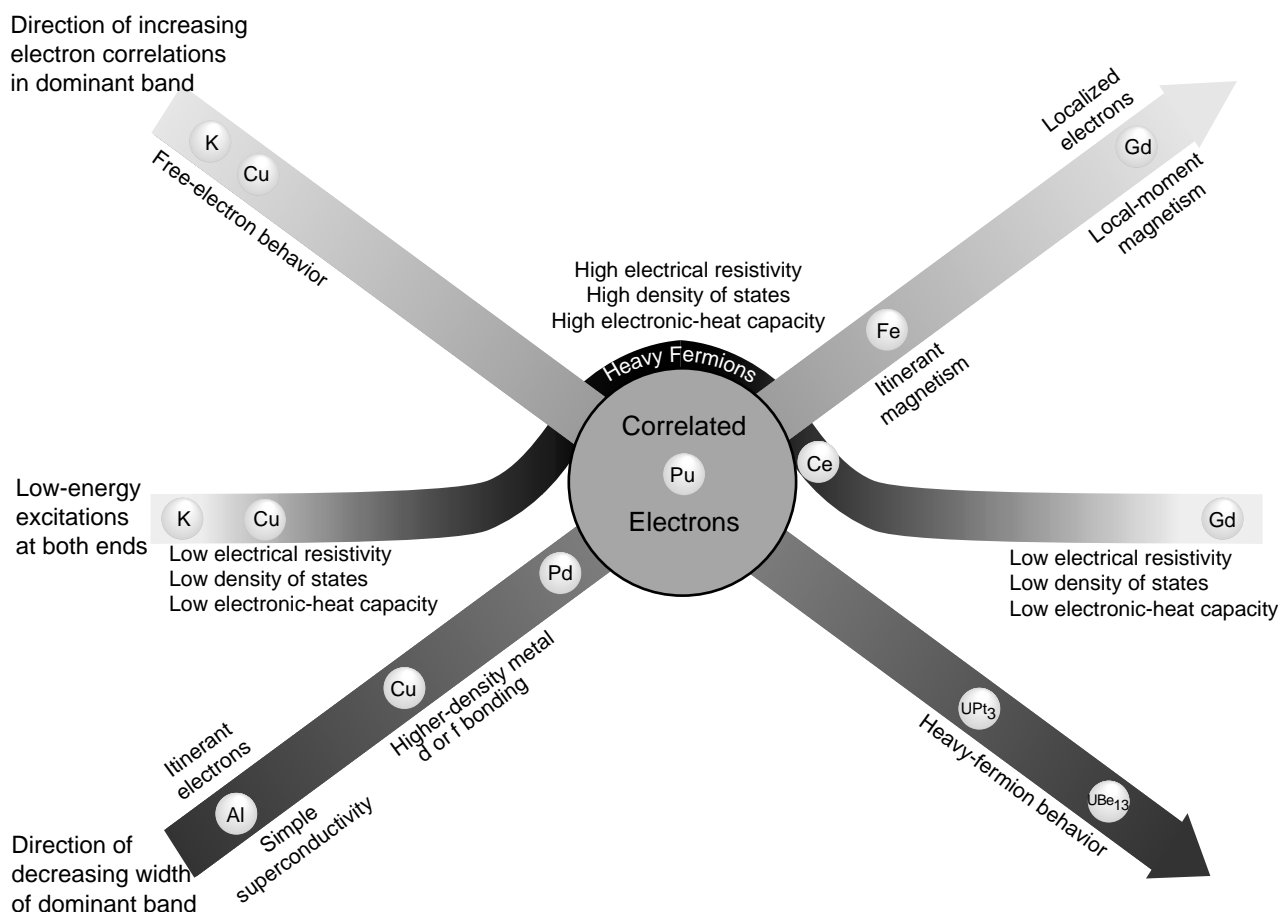 Direction of increasing
electron correlations
in dominant band
K
Cu
Free-electron behavior
Localized
electrons
Gd
Local-moment
magnetism
High electrical resistivity
High density of states
High electronic-heat capacity
Fe
Itinerant
magnetism
Heavy Fermions
Correlated
Pu
Electrons
Ce
Low-energy
excitations
at both ends
K
Cu
Gd
Low electrical resistivity
Low density of states
Low electronic-heat capacity
Low electrical resistivity
Low density of states
Low electronic-heat capacity
Pd
Cu
Higher-density metal
d or f bonding
Itinerant
electrons
Al
Simple
superconductivity
UPt3
Heavy-fermion behavior
UBe13
Direction of
decreasing width
of dominant band